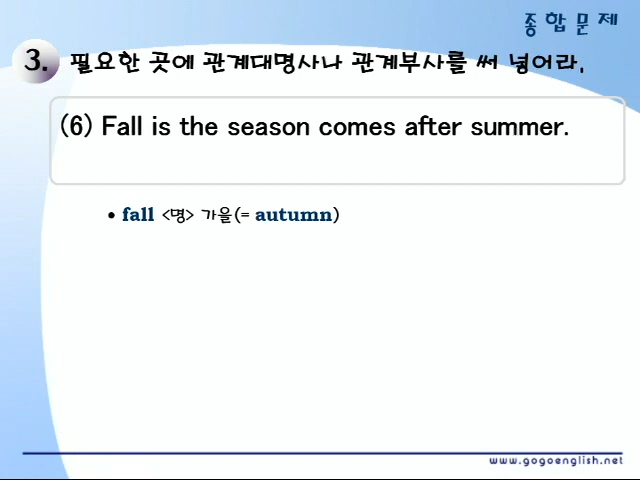 종합문제
3. 필요한 곳에 관계대명사나 관계부사를 써 넣어라.
(6) Fall is the season comes after summer.
• fall <명> 가을(= autumn)
www.gogoenglish.net